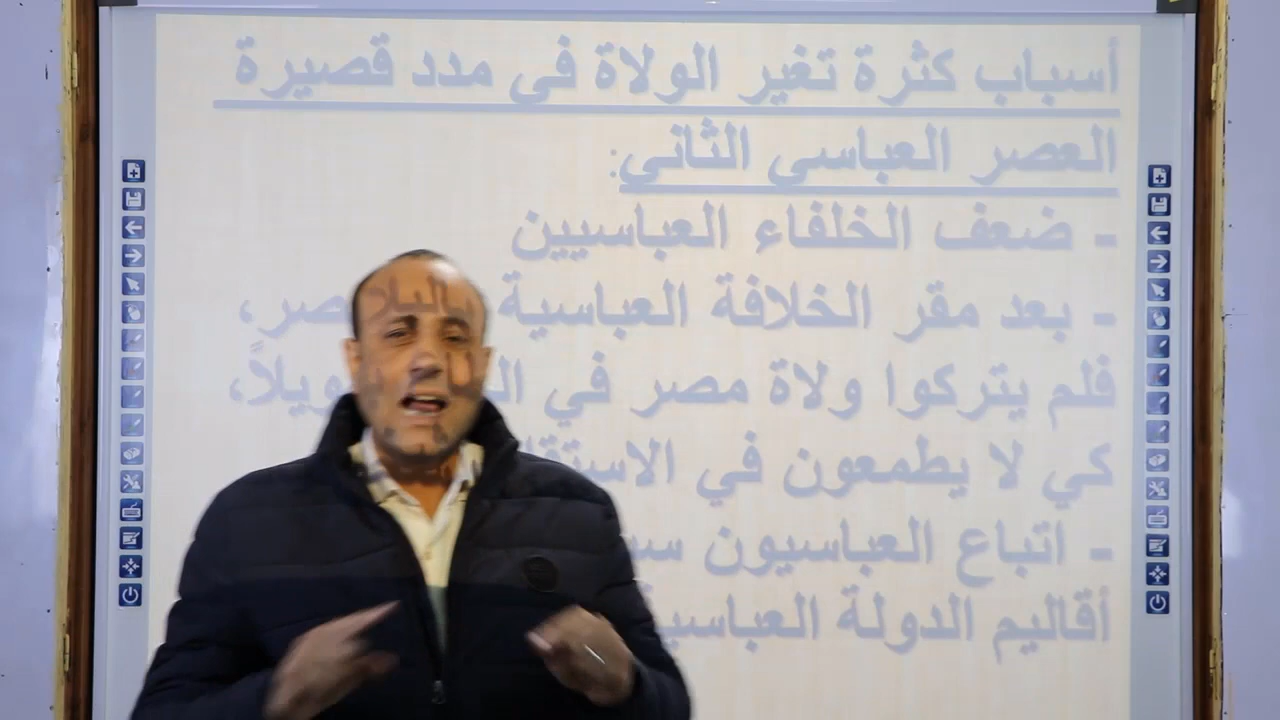 أسباب كثرة تغير الولاة في مدد قصيرة
العصر العباسي الثاني:
- ضعف الخلفاء العباسيين
- بعد مقر الخلافة العباسية
فلم يتركوا ولاة مصر في
كي لا يطمعون في
- اتباع العباسيون
أقاليم الدولة